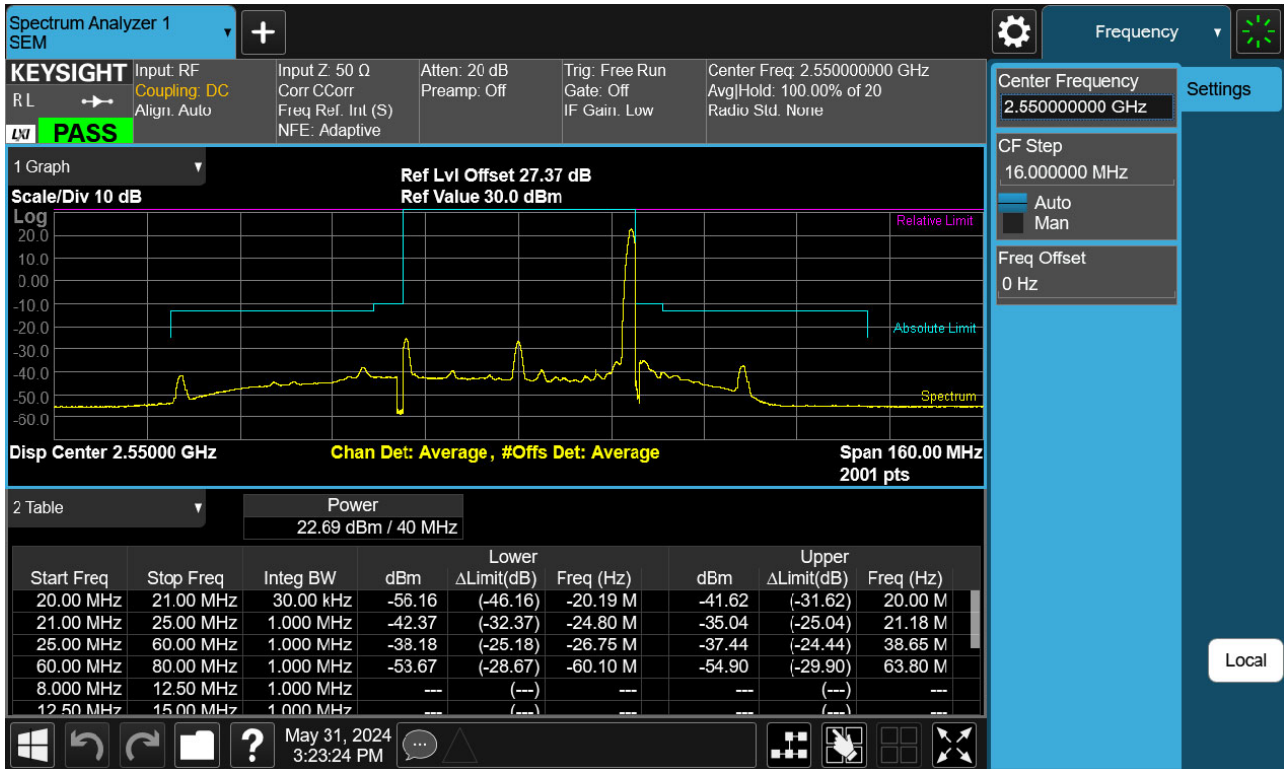 Spectrum Analyzer 1
SEM
Frequency
KEYSIGHT
Input: RF
Coupling: DC
Align: Auto
Input Z: 50 Ω
Corr CCorr
Freq Ref: Int (S)
NFE: Adaptive
Atten: 20 dB
Preamp: Off
Trig: Free Run
Gate: Off
IF Gain: Low
Center Freq: 2.550000000 GHz
Avg|Hold: 100.00% of 20
Radio Std: None
R L
LXI PASS
Center Frequency
2.550000000 GHz
Settings
CF Step
16.000000 MHz
Auto
Man
Freq Offset
0 Hz
1 Graph
Scale/Div 10 dB
Ref Lvl Offset 27.37 dB
Ref Value 30.0 dBm
Log
20.0
10.0
0.00
-10.0
-20.0
-30.0
-40.0
-50.0
-60.0
Relative Limit
Absolute Limit
Spectrum
Disp Center 2.55000 GHz
Chan Det: Average, #Offs Det: Average
Span 160.00 MHz
2001 pts
2 Table
Power
22.69 dBm / 40 MHz
Lower Upper
Start Freq Stop Freq Integ BW dBm ΔLimit(dB) Freq (Hz) dBm ΔLimit(dB) Freq (Hz)
20.00 MHz 21.00 MHz 30.00 kHz -56.16 (-46.16) -20.19 M -41.62 (-31.62) 20.00 M
21.00 MHz 25.00 MHz 1.000 MHz -42.37 (-32.37) -24.80 M -35.04 (-25.04) 21.18 M
25.00 MHz 60.00 MHz 1.000 MHz -38.18 (-25.18) -26.75 M -37.44 (-24.44) 38.65 M
60.00 MHz 80.00 MHz 1.000 MHz -53.67 (-28.67) -60.10 M -54.90 (-29.90) 63.80 M
8.000 MHz 12.50 MHz 1.000 MHz --- (---) --- --- (---) ---
12.50 MHz 15.00 MHz 1.000 MHz --- (---) --- --- (---) ---
Local
?
May 31, 2024
3:23:24 PM